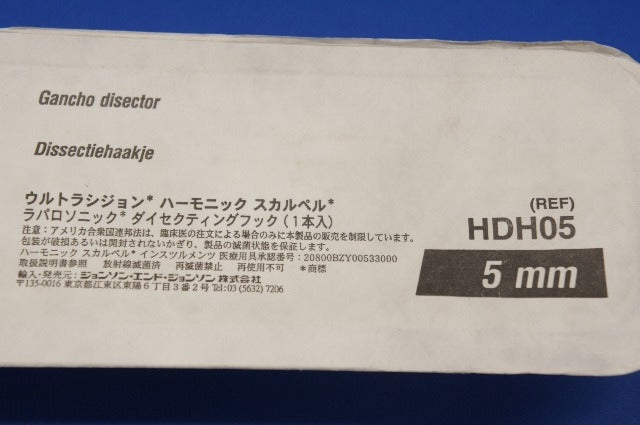 Gancho disector
Dissectiehaakje
ウルトラシジョン* ハーモニック スカルペル*
ラパロソニック* ダイセクティングフック (1本入)
注意：アメリカ合衆国連邦法は、臨床医の注文による場合のみに本製品の販売を制限しています。
包装が破損あるいは開封されないかぎり、製品の滅菌状態を保証します。
ハーモニック スカルペル* インスツルメンツ 医療用具承認番号：20800BZY00533000
取扱説明書参照 放射線滅菌済 再滅菌禁止 再使用不可 *商標
輸入・発売元：ジョンソン・エンド・ジョンソン 株式会社
〒135-0016 東京都江東区東陽6丁目3番2号 Tel:03 (5632) 7206
(REF)
HDH05
5 mm